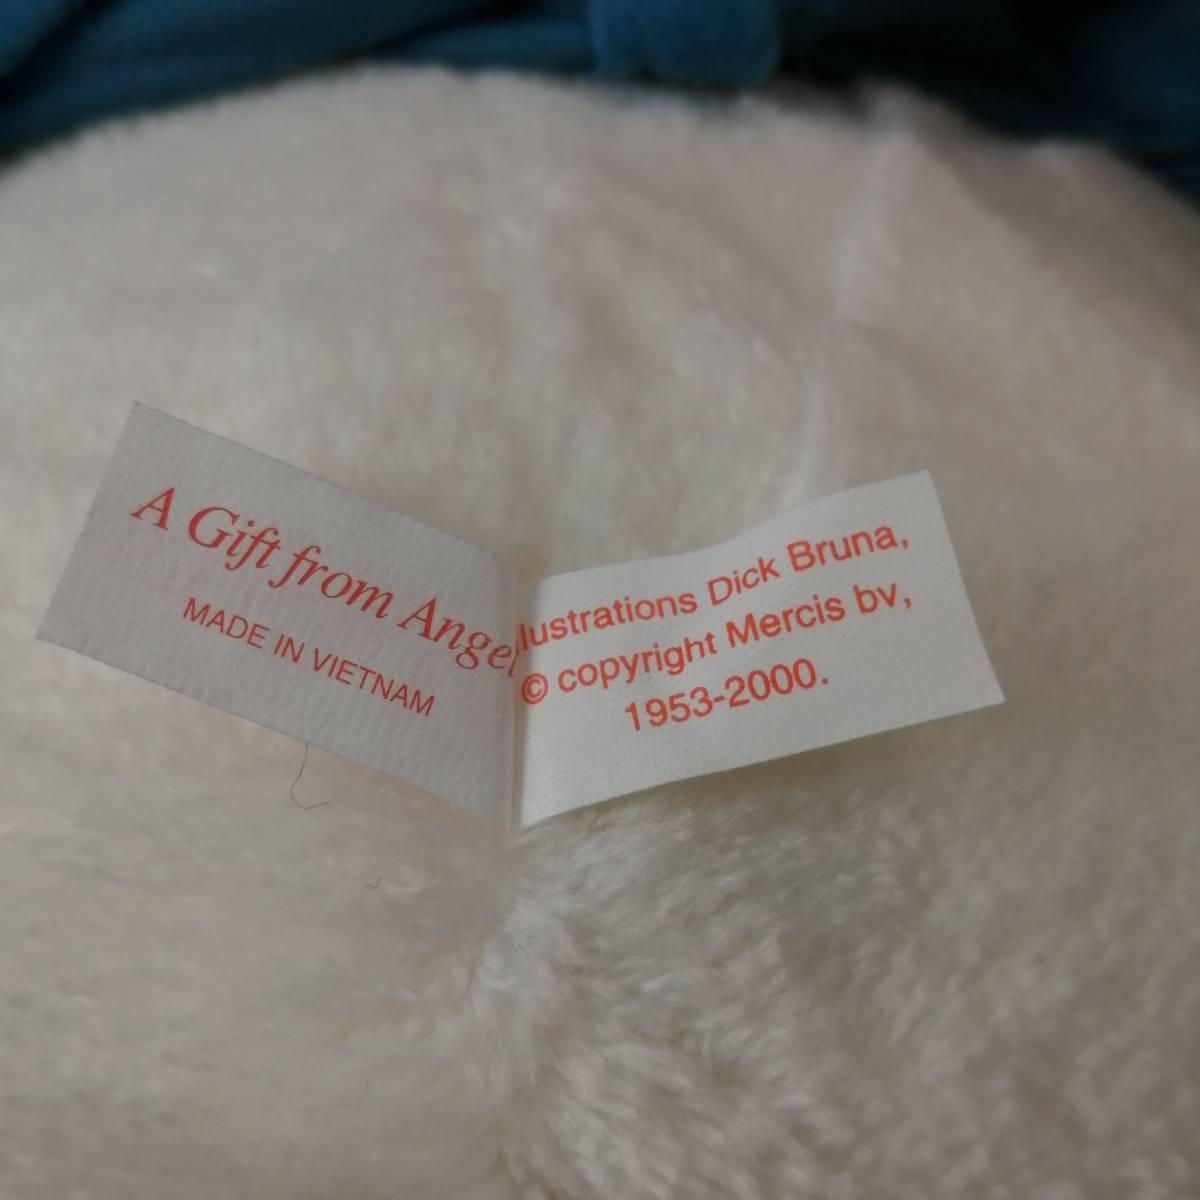 A Gift from Angel
MADE IN VIETNAM
llustrations Dick Bruna,
© copyright Mercis bv,
1953-2000.